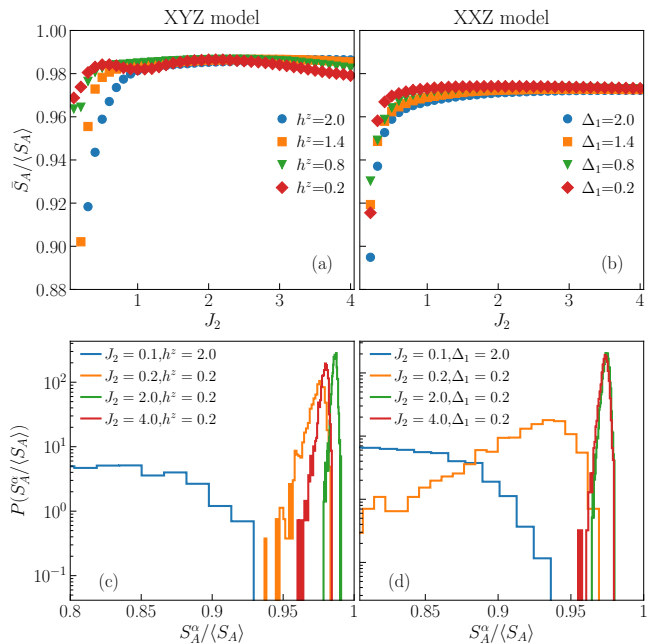 XYZ model
XXZ model
1.00
0.98
0.96
0.94
0.92
0.90
0.88
S̄_A/⟨S_A⟩
h^z=2.0
h^z=1.4
h^z=0.8
h^z=0.2
(a)
1 2 3 4
J_2
Δ_1=2.0
Δ_1=1.4
Δ_1=0.8
Δ_1=0.2
(b)
1 2 3 4
J_2
10^2
10^1
10^0
10^{-1}
P(S_A^α/⟨S_A⟩)
J_2 = 0.1,h^z = 2.0
J_2 = 0.2,h^z = 0.2
J_2 = 2.0,h^z = 0.2
J_2 = 4.0,h^z = 0.2
(c)
0.8 0.85 0.9 0.95 1
S_A^α/⟨S_A⟩
J_2 = 0.1,Δ_1 = 2.0
J_2 = 0.2,Δ_1 = 0.2
J_2 = 2.0,Δ_1 = 0.2
J_2 = 4.0,Δ_1 = 0.2
(d)
0.85 0.9 0.95 1
S_A^α/⟨S_A⟩